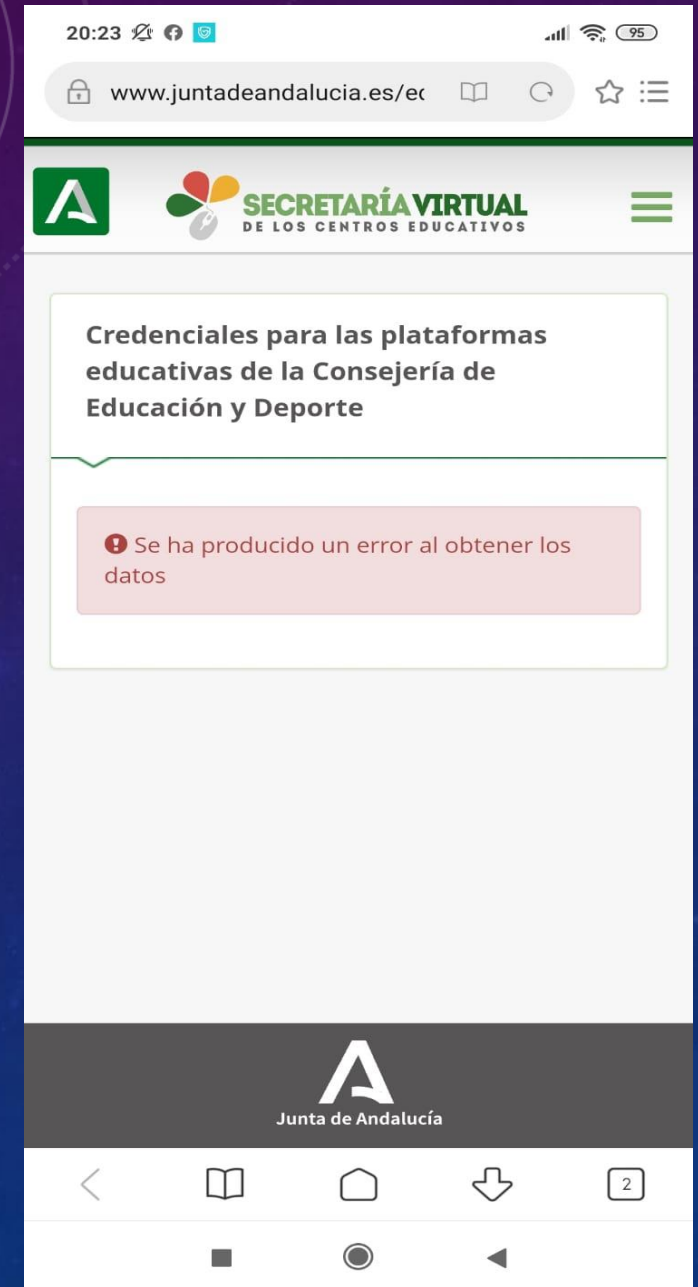 20:23
95
www.juntadeandalucia.es/ec
SECRETARÍA VIRTUAL
DE LOS CENTROS EDUCATIVOS
Credenciales para las plataformas
educativas de la Consejería de
Educación y Deporte
Se ha producido un error al obtener los
datos
Junta de Andalucía
2